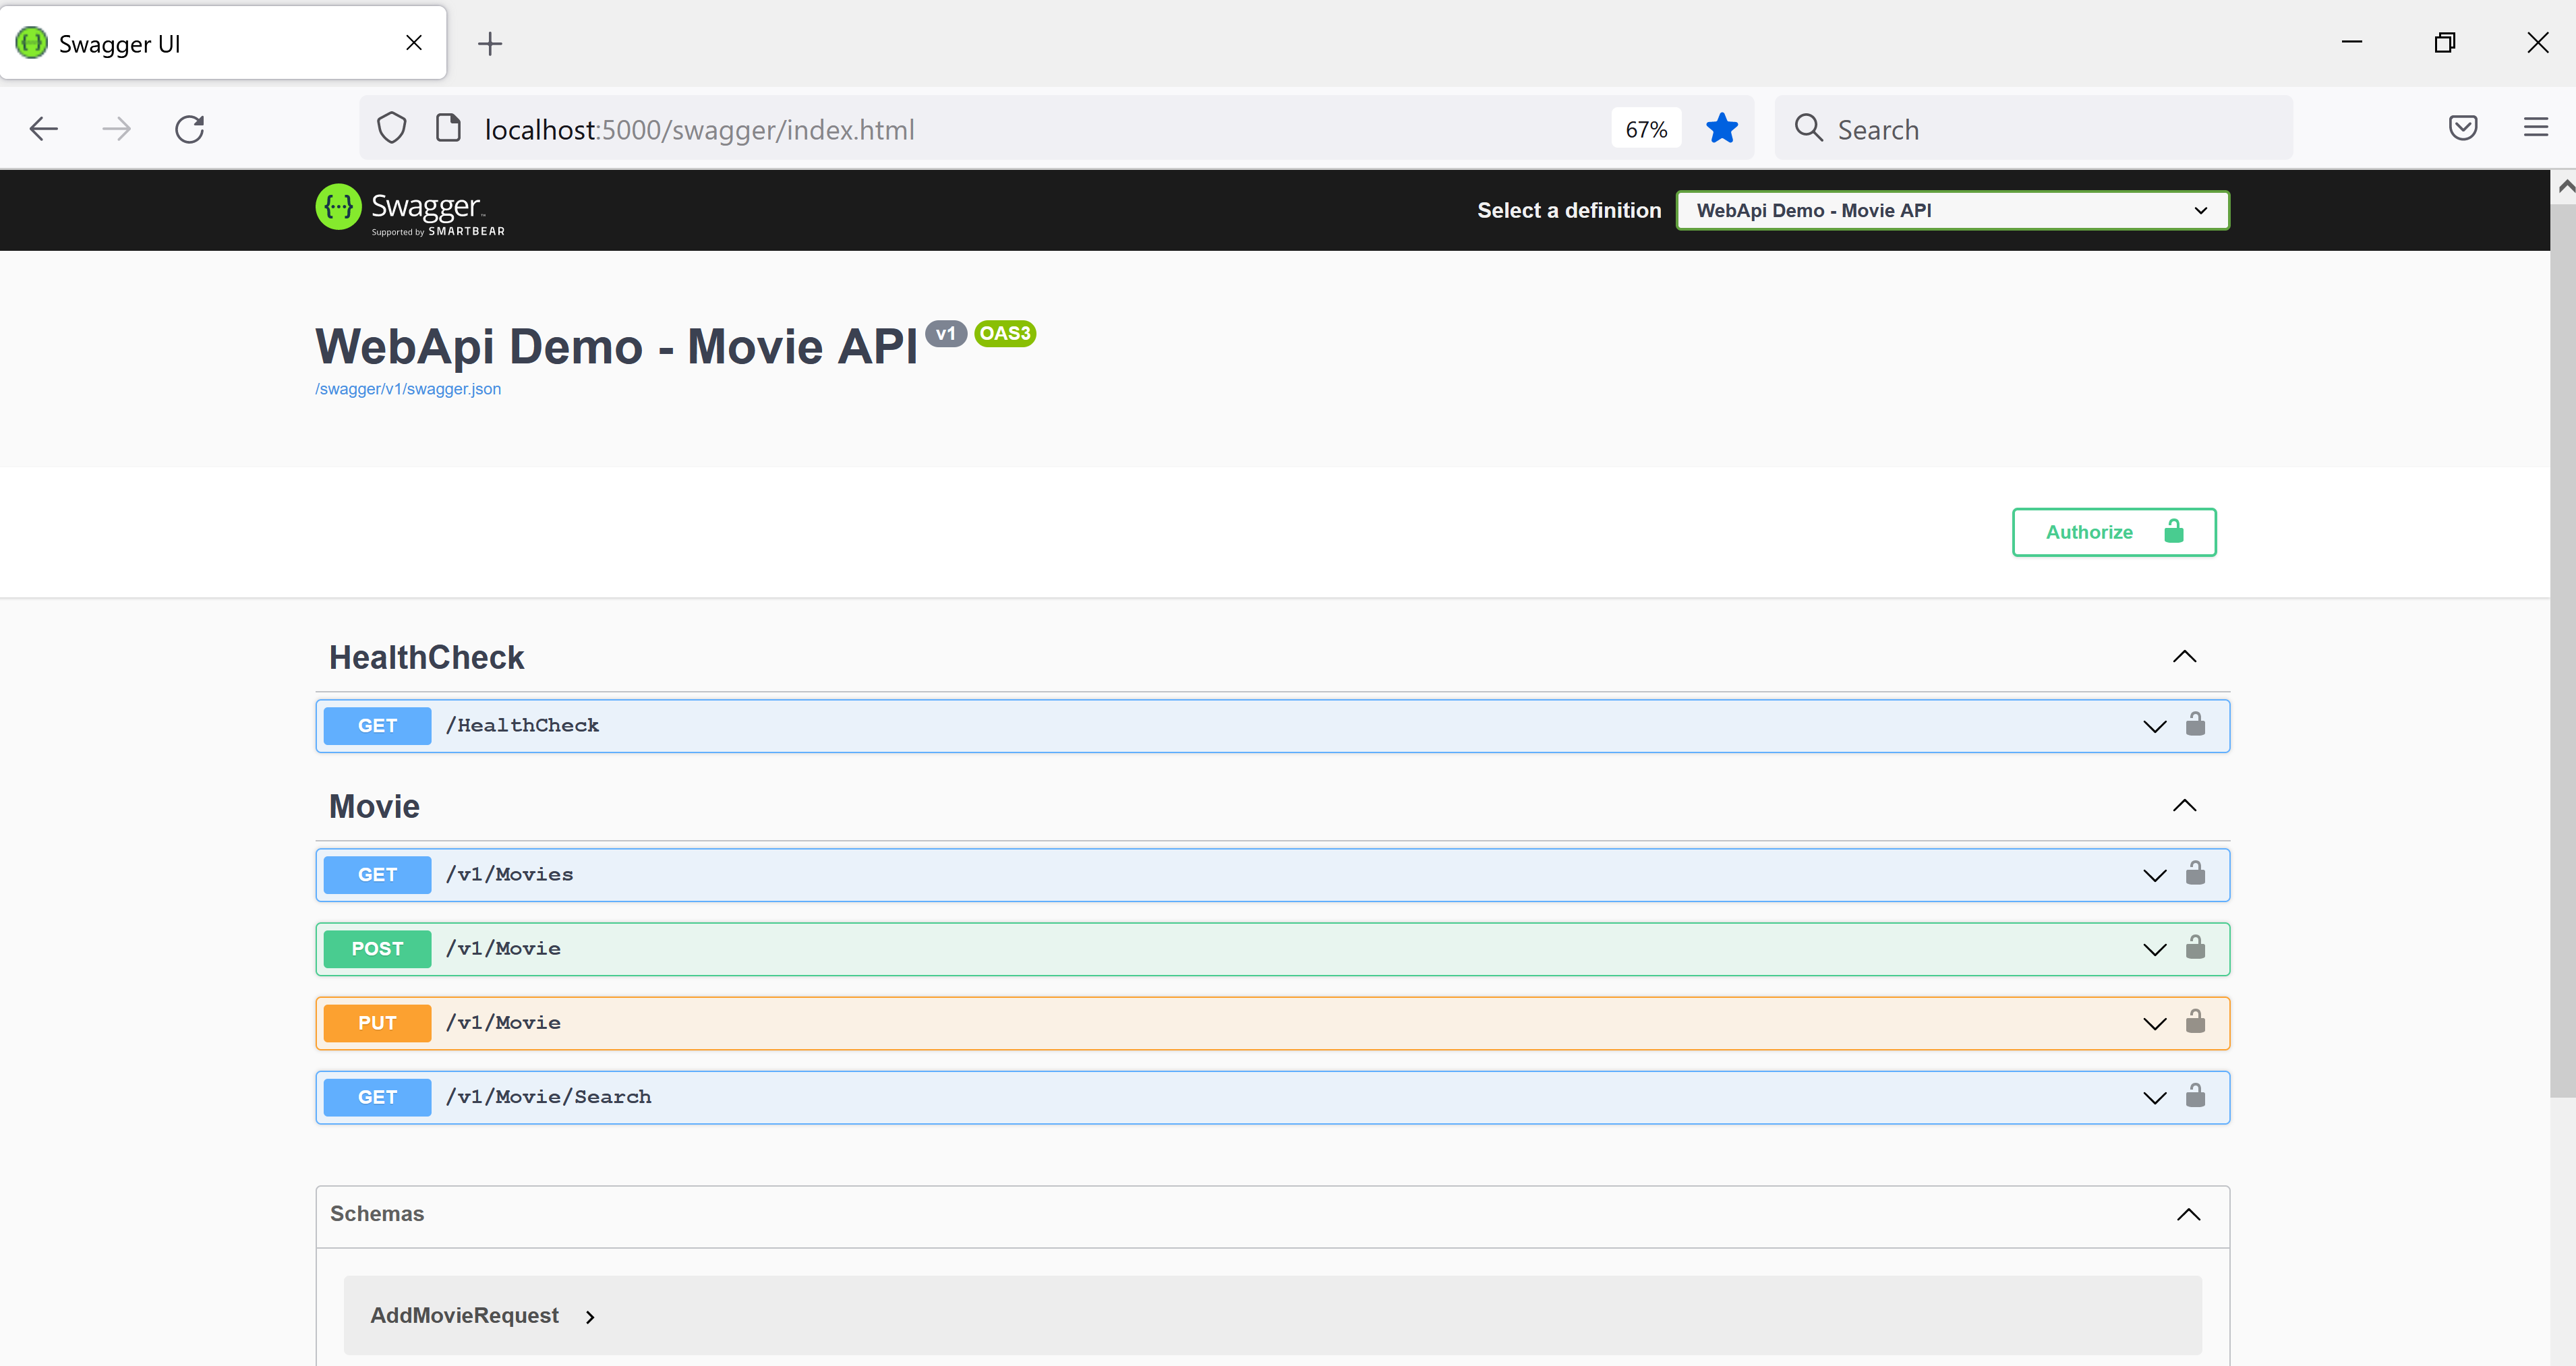 Swagger UI
localhost:5000/swagger/index.html
67%
Search
{...} Swagger™
Supported by SMARTBEAR
Select a definition
WebApi Demo - Movie API
WebApi Demo - Movie API v1 OAS3
/swagger/v1/swagger.json
Authorize
HealthCheck
GET /HealthCheck
Movie
GET /v1/Movies
POST /v1/Movie
PUT /v1/Movie
GET /v1/Movie/Search
Schemas
AddMovieRequest